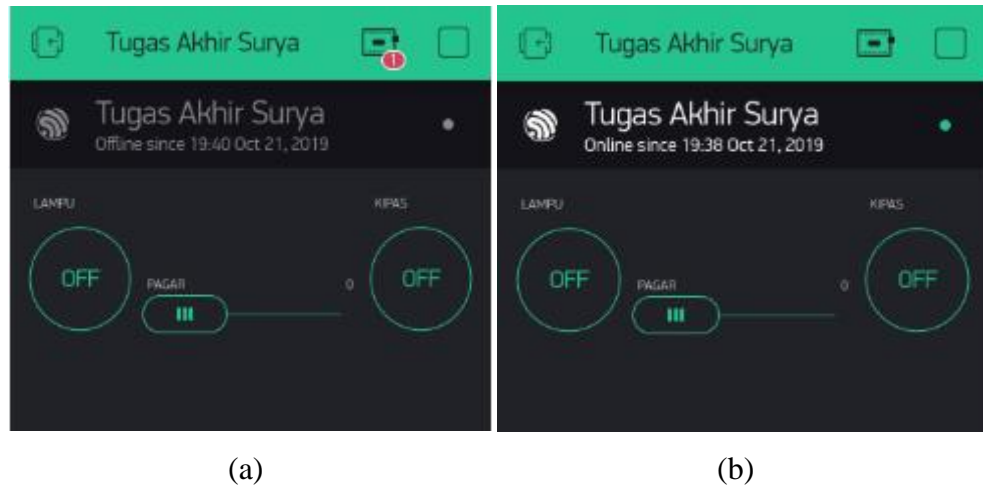 Tugas Akhir Surya
1
Tugas Akhir Surya
Offline since 19:40 Oct 21, 2019
LAMPU
KIPAS
OFF
PAGAR
0
OFF
(a)
Tugas Akhir Surya
Tugas Akhir Surya
Online since 19:38 Oct 21, 2019
LAMPU
KIPAS
OFF
PAGAR
0
OFF
(b)